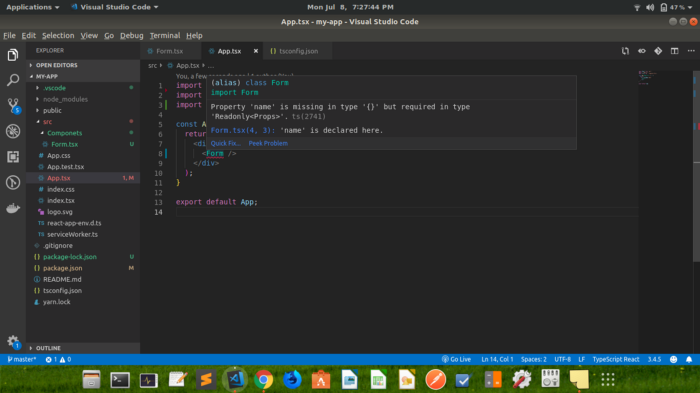 Applications
Visual Studio Code
Mon Jul 8, 7:27:44 PM
47%
App.tsx - my-app - Visual Studio Code
File Edit Selection View Go Debug Terminal Help
EXPLORER
OPEN EDITORS
MY-APP
.vscode
node_modules
public
src
Componets
Form.tsx U
App.css
App.test.tsx
App.tsx 1, M
index.css
index.tsx
logo.svg
react-app-env.d.ts
serviceWorker.ts
.gitignore
package-lock.json U
package.json M
README.md
tsconfig.json
yarn.lock
OUTLINE
Form.tsx App.tsx tsconfig.json
src App.tsx ...
You, a few
(alias) class Form
import Form
Property 'name' is missing in type '{}' but required in type
'Readonly<Props>'. ts(2741)
Form.tsx(4, 3): 'name' is declared here.
Quick Fix... Peek Problem
1 import
2 import
3 import
4
5 const A
6 return
7 <di
8 <Form />
9 </div>
10 );
11 }
12
13 export default App;
14
master* 1 0
Go Live Ln 14, Col 1 Spaces: 2 UTF-8 LF TypeScript React 3.4.5